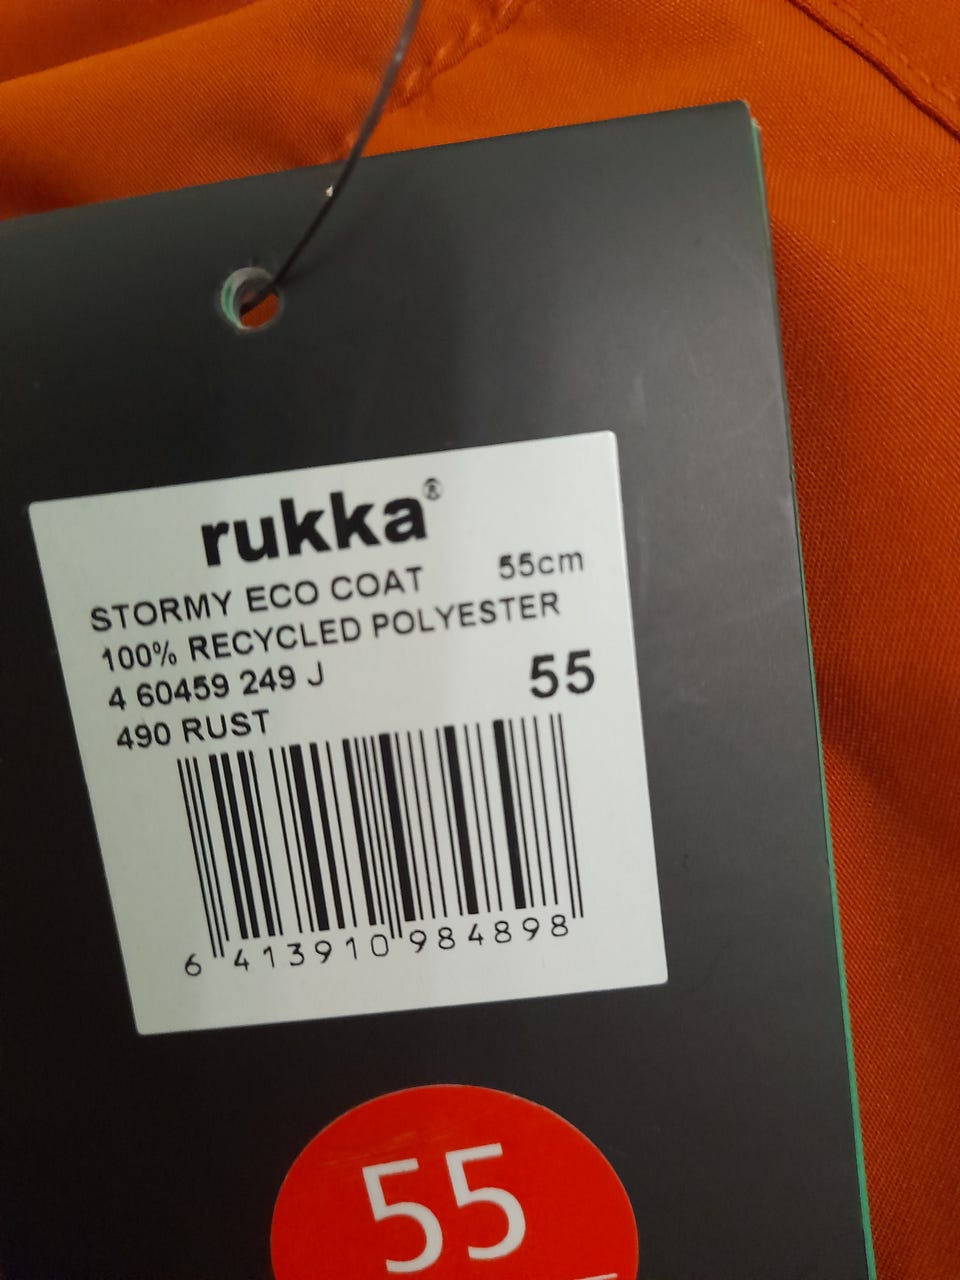 rukka®
STORMY ECO COAT 55cm
100% RECYCLED POLYESTER
4 60459 249 J 55
490 RUST
6 413910 984898
55